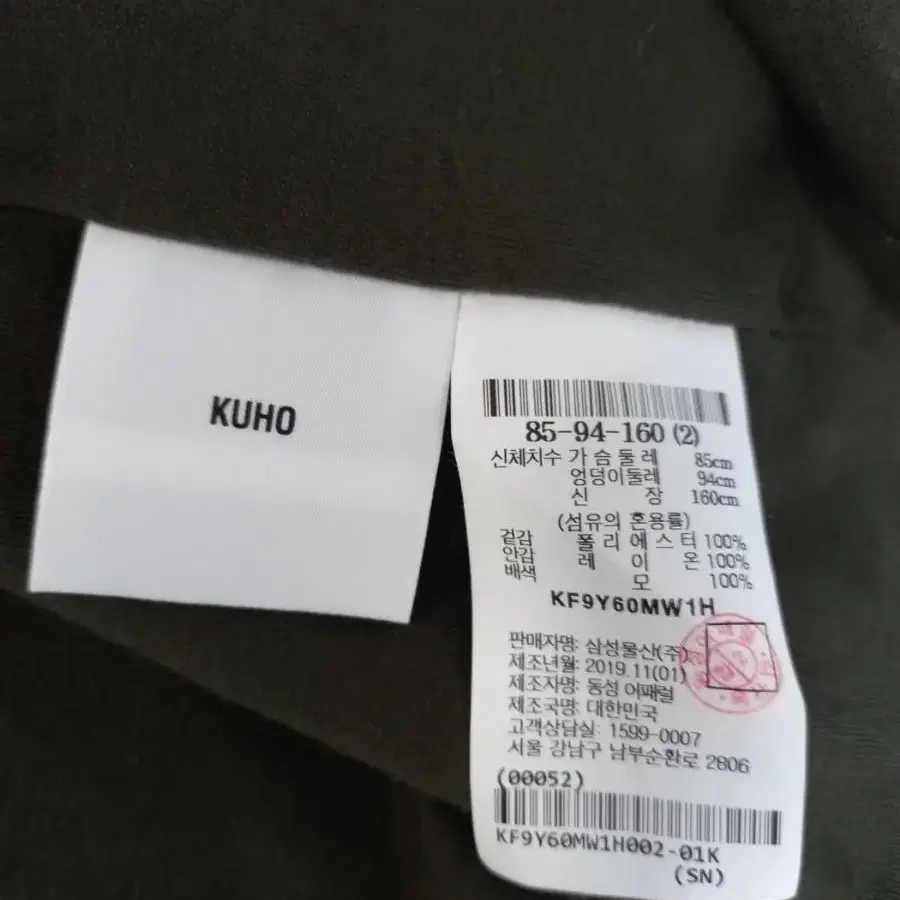 KUHO
85-94-160 (2)
신체치수 가 슴 둘 레 85cm
엉덩이둘레 94cm
신 장 160cm
(섬유의 혼용률)
겉감 폴 리 에 스 터 100%
안감 레 이 온 100%
배색 모 100%
KF9Y60MW1H
판매자명: 삼성물산(주)
제조년월: 2019.11(01)
제조자명: 동성 어패럴
제조국명: 대한민국
고객상담실: 1599-0007
서울 강남구 남부순환로 2806
(00052)
KF9Y60MW1H002-01K
(SN)